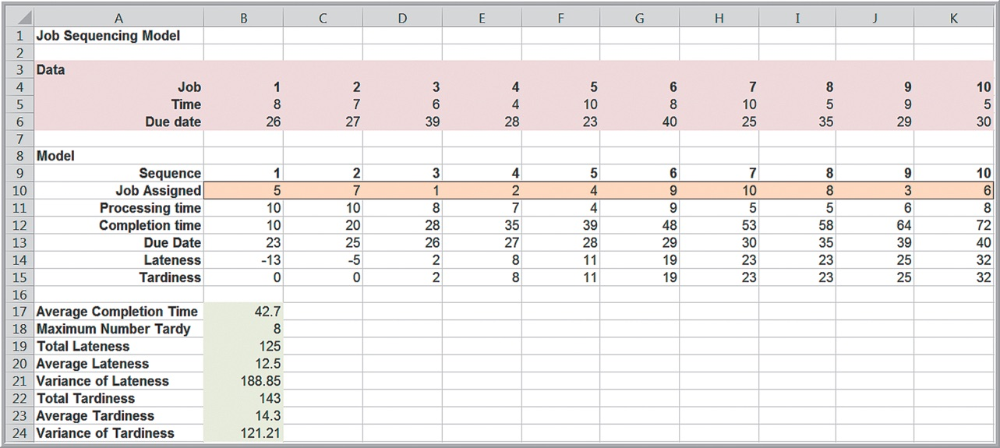 A B C D E F G H I J K
1 Job Sequencing Model
2
3 Data
4 Job 1 2 3 4 5 6 7 8 9 10
5 Time 8 7 6 4 10 8 10 5 9 5
6 Due date 26 27 39 28 23 40 25 35 29 30
7
8 Model
9 Sequence 1 2 3 4 5 6 7 8 9 10
10 Job Assigned 5 7 1 2 4 9 10 8 3 6
11 Processing time 10 10 8 7 4 9 5 5 6 8
12 Completion time 10 20 28 35 39 48 53 58 64 72
13 Due Date 23 25 26 27 28 29 30 35 39 40
14 Lateness -13 -5 2 8 11 19 23 23 25 32
15 Tardiness 0 0 2 8 11 19 23 23 25 32
16
17 Average Completion Time 42.7
18 Maximum Number Tardy 8
19 Total Lateness 125
20 Average Lateness 12.5
21 Variance of Lateness 188.85
22 Total Tardiness 143
23 Average Tardiness 14.3
24 Variance of Tardiness 121.21